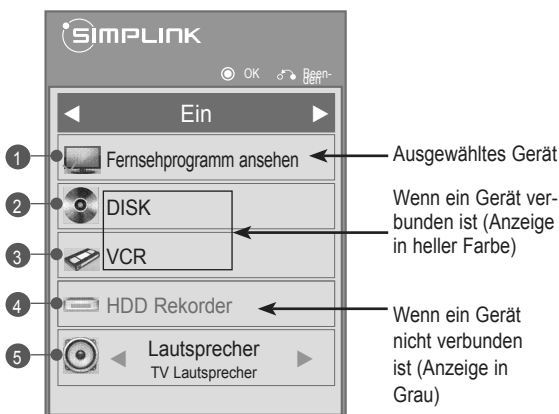 SIMPLINK
OK Been-
den
Ein
1 Fernsehprogramm ansehen
2 DISK
3 VCR
4 HDD Rekorder
5 Lautsprecher
TV Lautsprecher
Ausgewähltes Gerät
Wenn ein Gerät ver-
bunden ist (Anzeige
in heller Farbe)
Wenn ein Gerät
nicht verbunden
ist (Anzeige in
Grau)